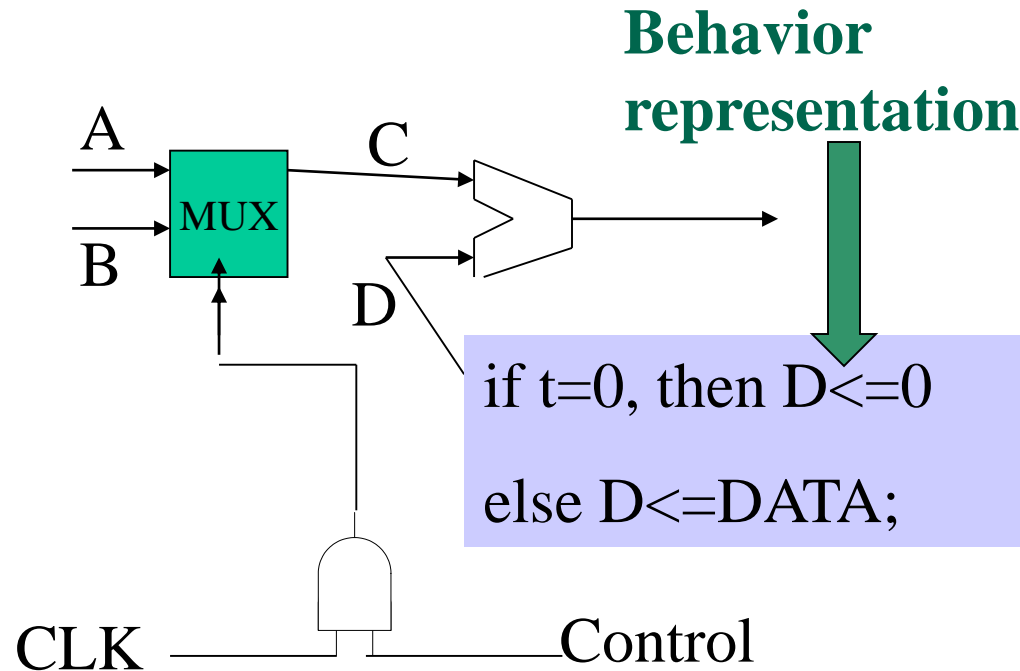 Behavior
representation
A
C
MUX
B
D
if t=0, then D<=0
else D<=DATA;
CLK
Control